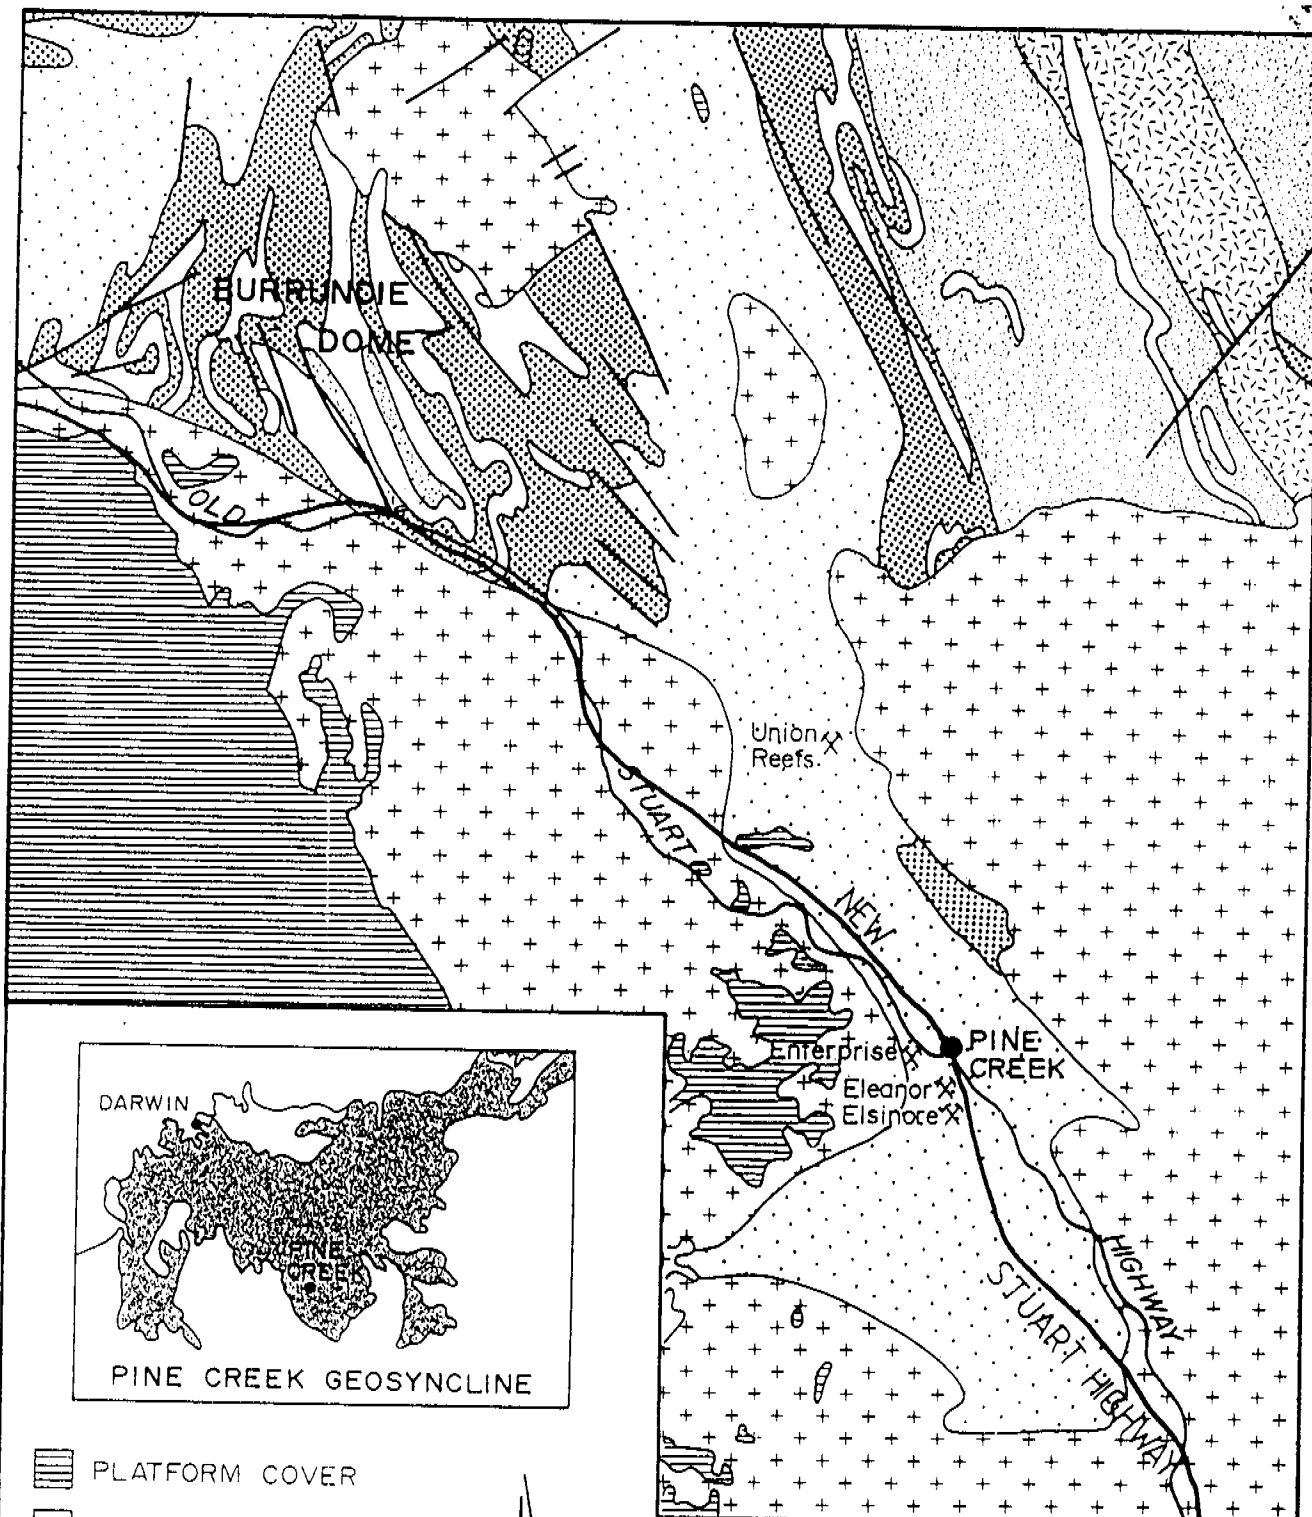 BURRUNDIE
DOME
OLD
Union
Reefs
STUART
NEW
PINE
CREEK
Enterprise
Eleanor
Elsinore
HIGHWAY
STUART HIGHWAY
DARWIN
PINE
CREEK
PINE CREEK GEOSYNCLINE
PLATFORM COVER